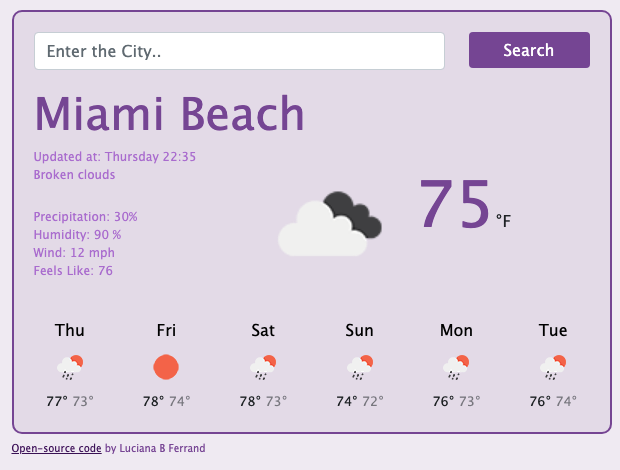 Enter the City..
Search
Miami Beach
Updated at: Thursday 22:35
Broken clouds
Precipitation: 30%
Humidity: 90 %
Wind: 12 mph
Feels Like: 76
75 °F
Thu Fri Sat Sun Mon Tue
77° 73° 78° 74° 78° 73° 74° 72° 76° 73° 76° 74°
Open-source code by Luciana B Ferrand